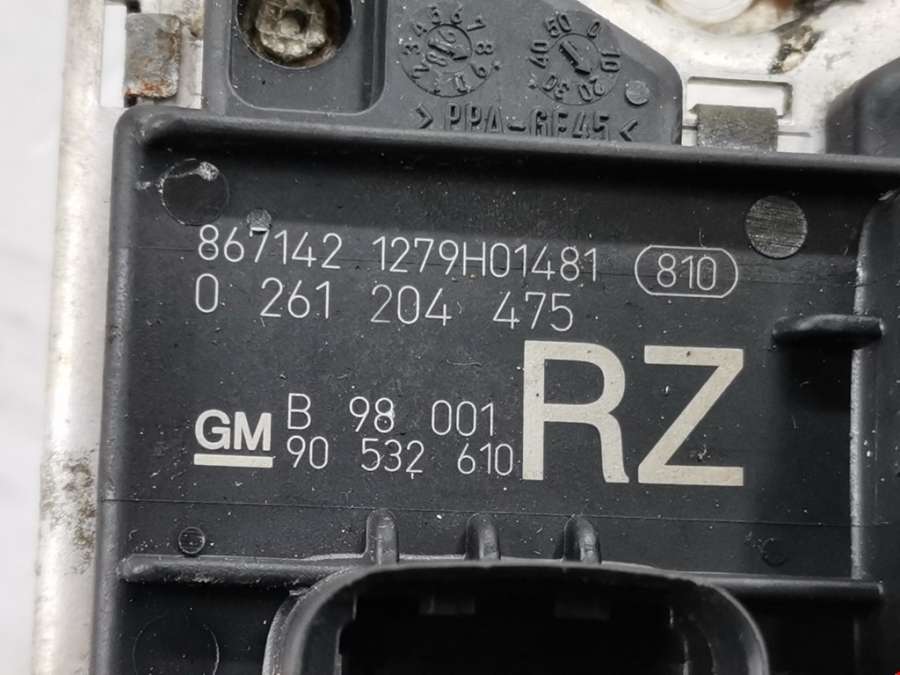 >PPA-GF45<
867142 1279H01481 810
0 261 204 475
RZ
GM B 98 001
90 532 610